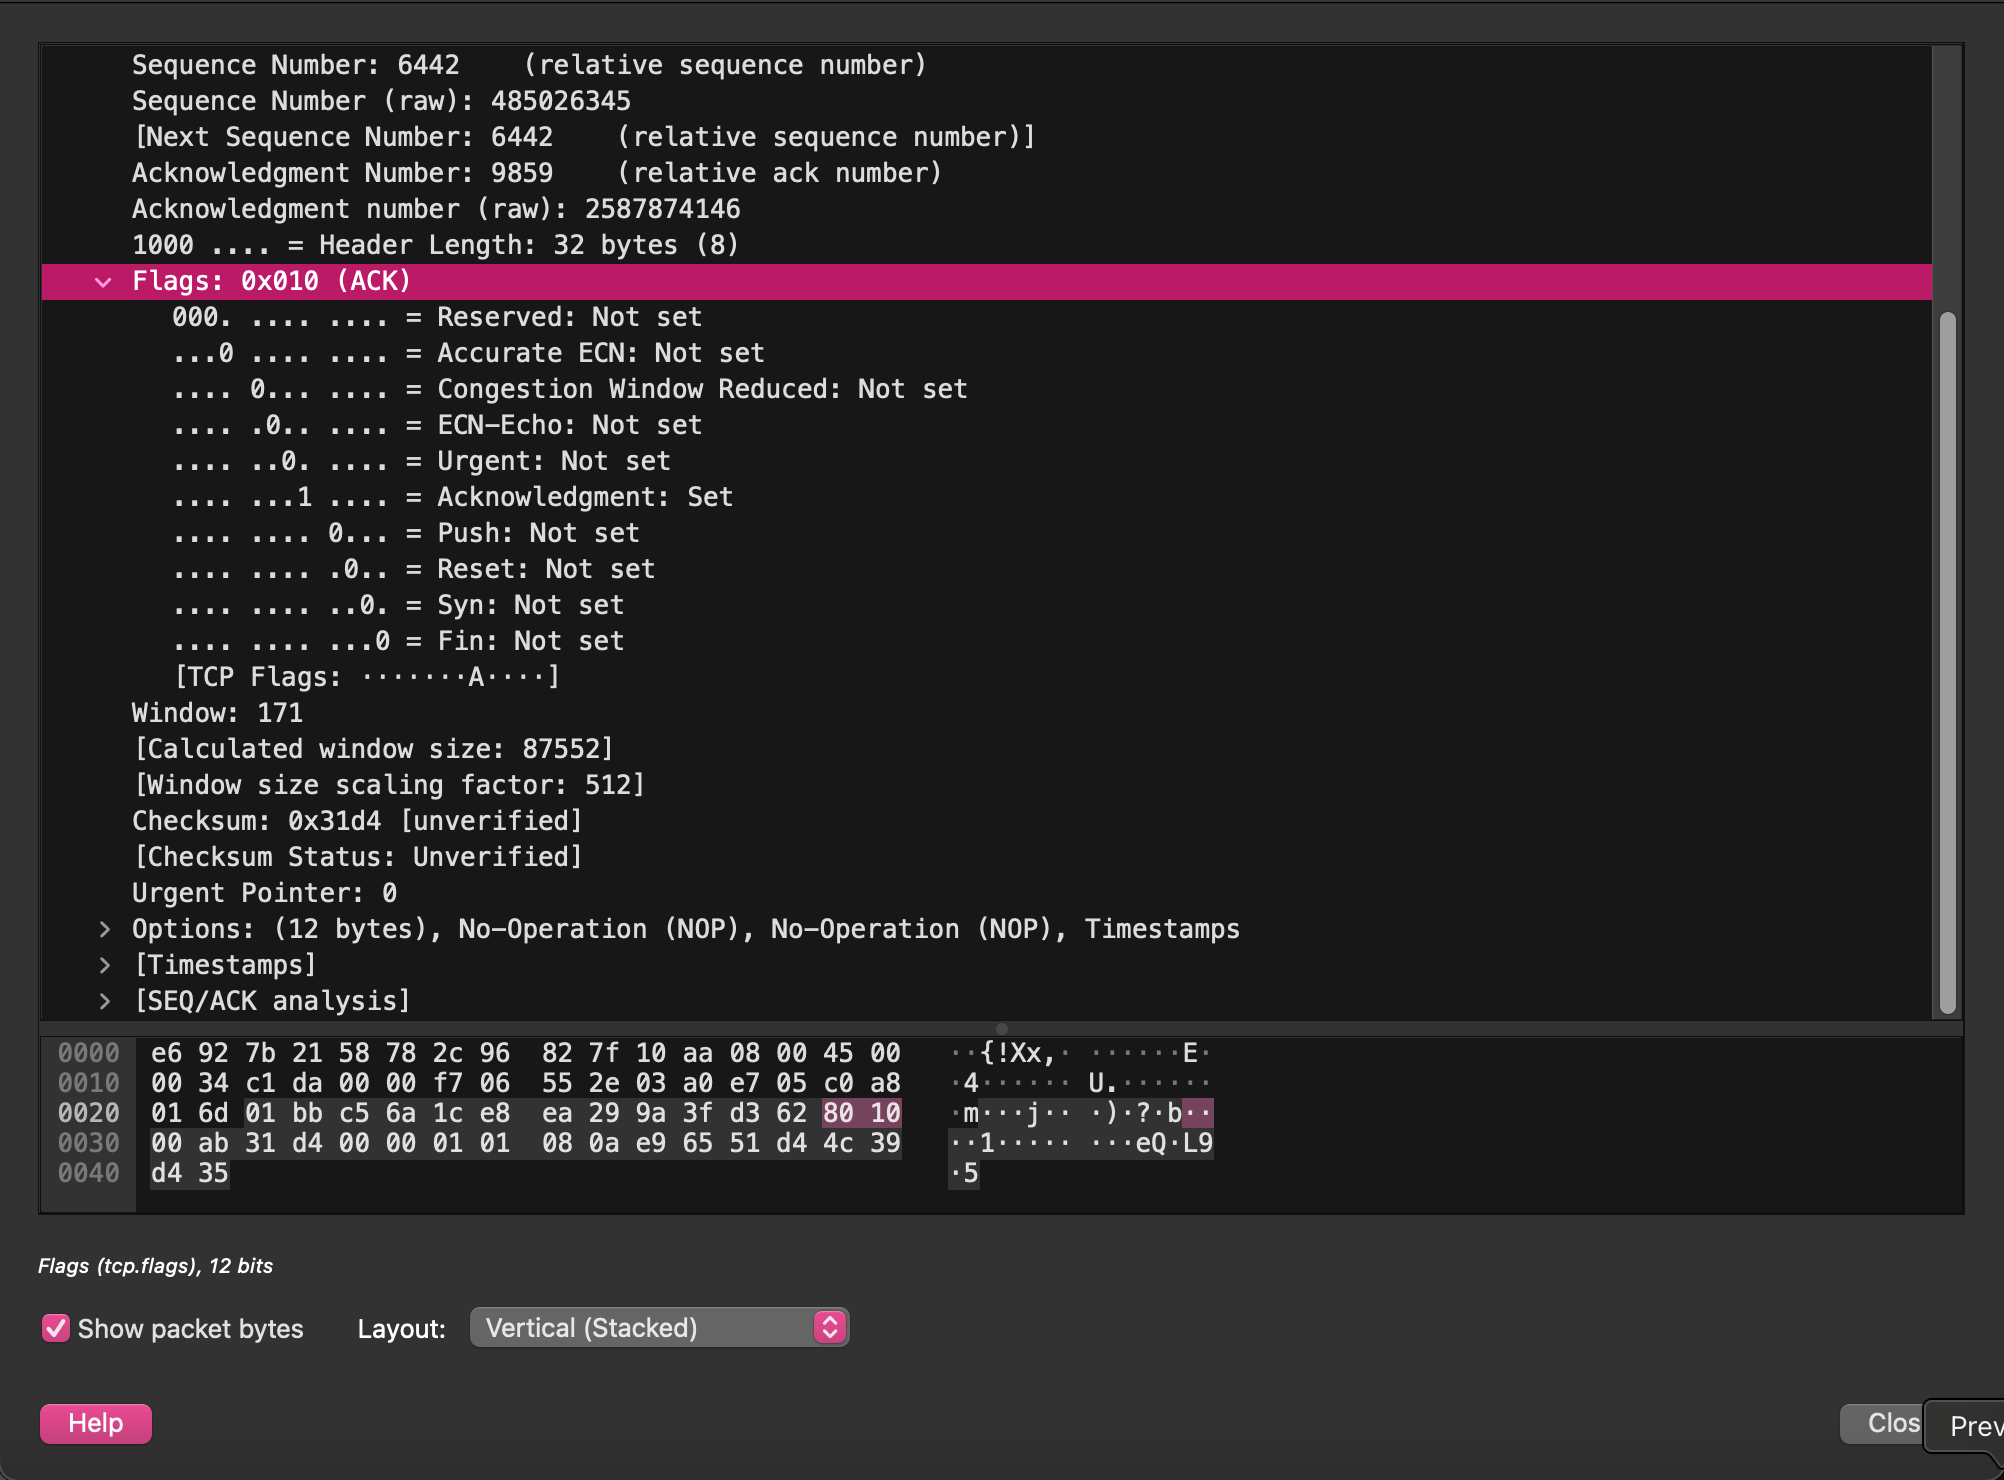 Sequence Number: 6442    (relative sequence number)
Sequence Number (raw): 485026345
[Next Sequence Number: 6442    (relative sequence number)]
Acknowledgment Number: 9859    (relative ack number)
Acknowledgment number (raw): 2587874146
1000 .... = Header Length: 32 bytes (8)
Flags: 0x010 (ACK)
000. .... .... = Reserved: Not set
...0 .... .... = Accurate ECN: Not set
.... 0... .... = Congestion Window Reduced: Not set
.... .0.. .... = ECN-Echo: Not set
.... ..0. .... = Urgent: Not set
.... ...1 .... = Acknowledgment: Set
.... .... 0... = Push: Not set
.... .... .0.. = Reset: Not set
.... .... ..0. = Syn: Not set
.... .... ...0 = Fin: Not set
[TCP Flags: ·······A····]
Window: 171
[Calculated window size: 87552]
[Window size scaling factor: 512]
Checksum: 0x31d4 [unverified]
[Checksum Status: Unverified]
Urgent Pointer: 0
Options: (12 bytes), No-Operation (NOP), No-Operation (NOP), Timestamps
[Timestamps]
[SEQ/ACK analysis]
0000 e6 92 7b 21 58 78 2c 96 82 7f 10 aa 08 00 45 00 ··{!Xx,· ······E·
0010 00 34 c1 da 00 00 f7 06 55 2e 03 a0 e7 05 c0 a8 ·4······ U.······
0020 01 6d 01 bb c5 6a 1c e8 ea 29 9a 3f d3 62 80 10 ·m···j·· ·)·?·b··
0030 00 ab 31 d4 00 00 01 01 08 0a e9 65 51 d4 4c 39 ··1····· ···eQ·L9
0040 d4 35 ·5
Flags (tcp.flags), 12 bits
Show packet bytes Layout: Vertical (Stacked)
Help Clos Prev